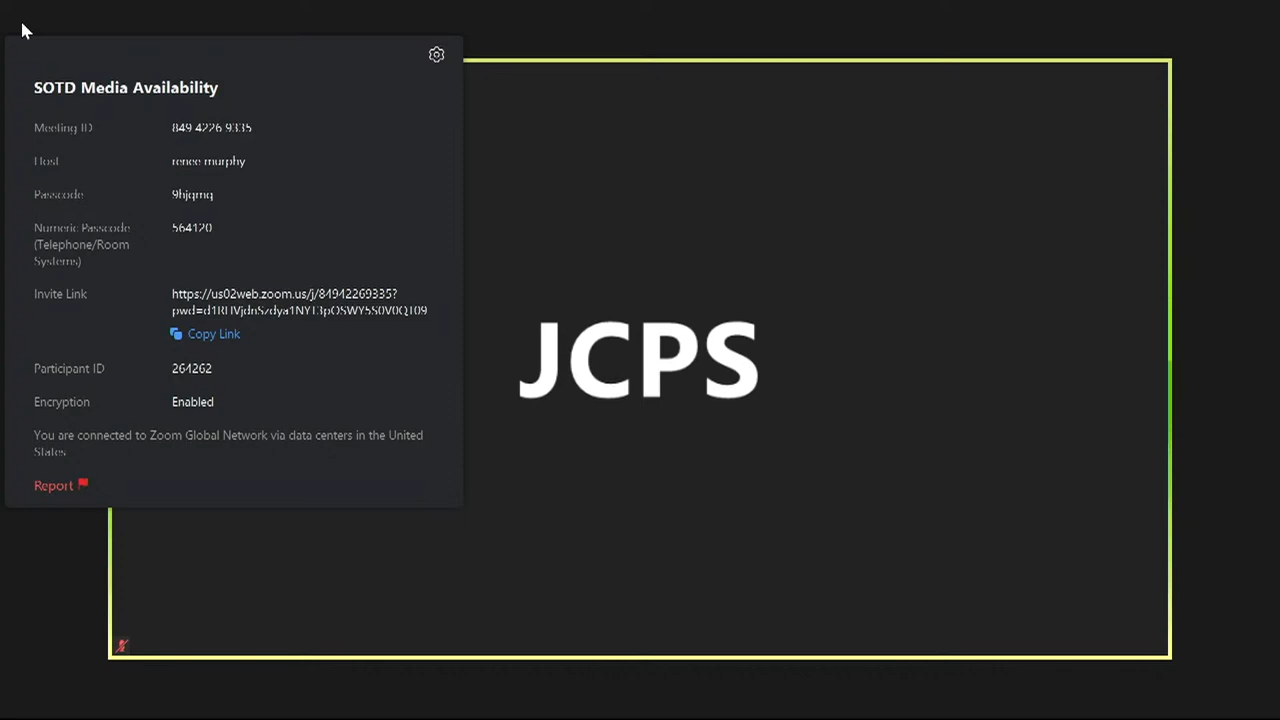 SOTD Media Availability
Meeting ID 849 4226 9335
Host renee murphy
Passcode 9hjqmq
Numeric Passcode 564120
(Telephone/Room
Systems)
Invite Link https://us02web.zoom.us/j/84942269335?
Copy Link
Participant ID 264262
Encryption Enabled
You are connected to Zoom Global Network via data centers in the United
States
Report
JCPS